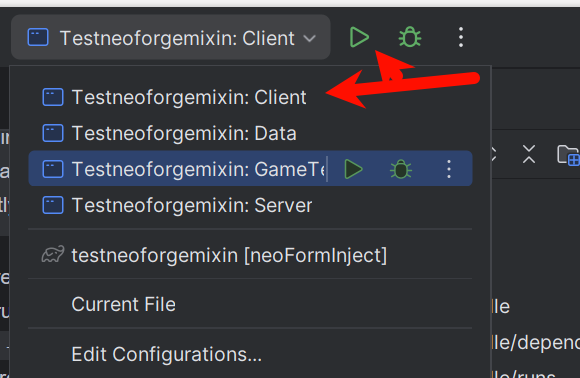 Testneoforgemixin: Client
Testneoforgemixin: Client
Testneoforgemixin: Data
Testneoforgemixin: GameTe
Testneoforgemixin: Server
testneoforgemixin [neoFormInject]
Current File
lle
Edit Configurations...
lle/depend
lle/runs